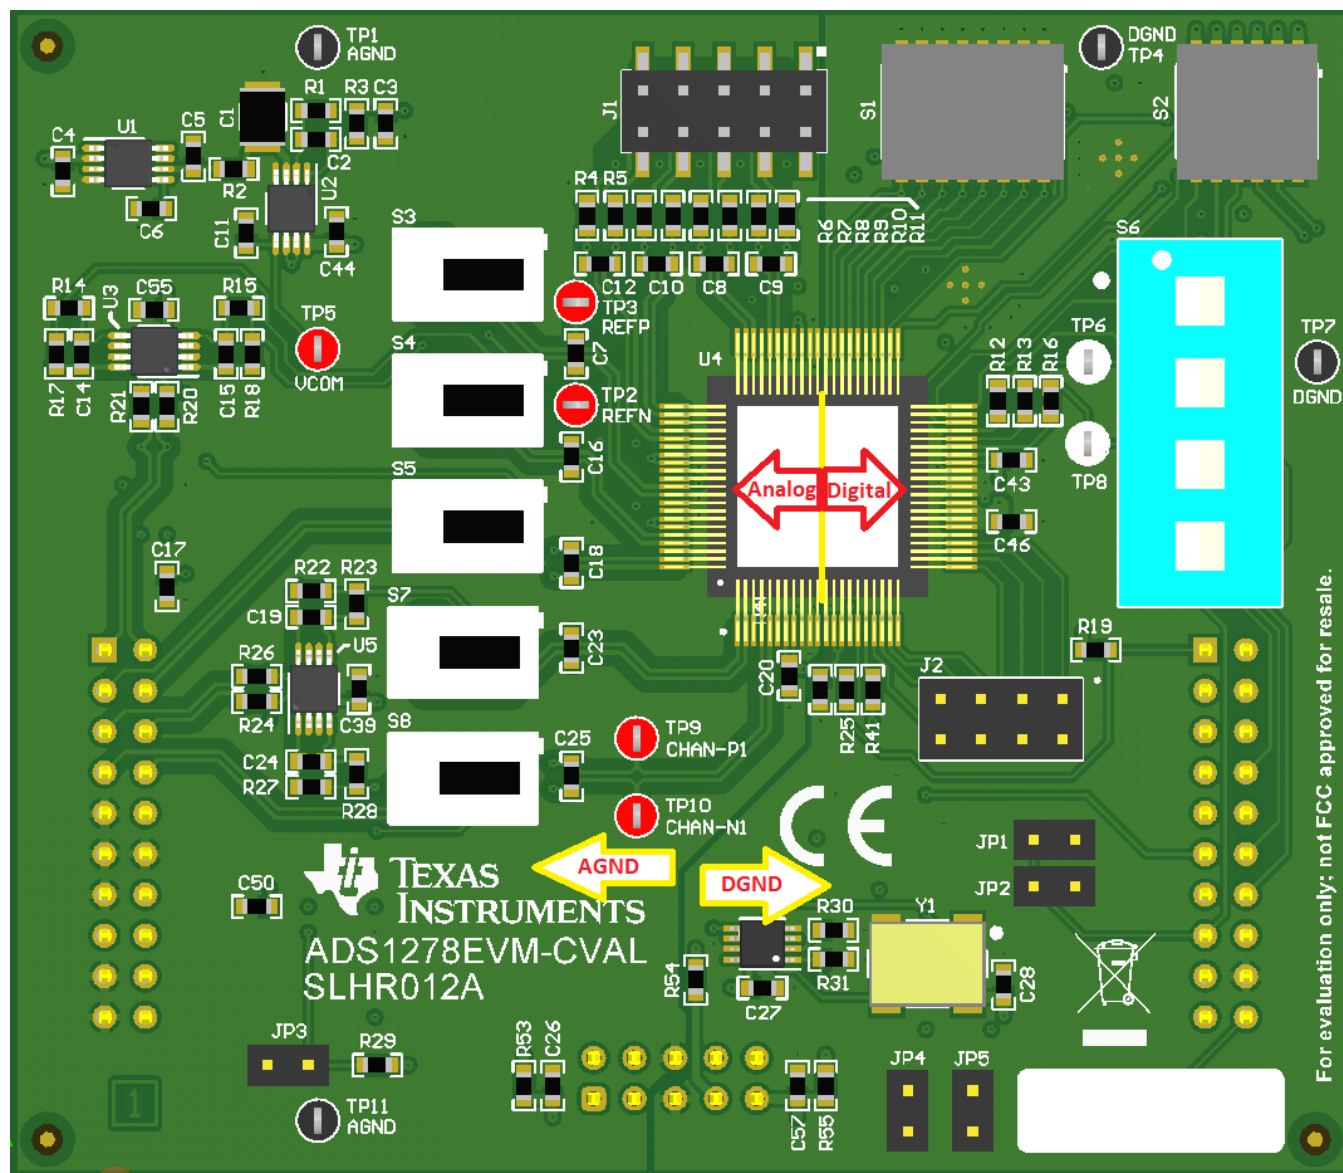 TP1
AGND
DGND
TP4
C1
R1
R3
C3
J1
S1
S2
U1
C5
C4
C2
R2
U2
C6
C11
C44
S3
R4
R5
R6
R7
R8
R9
R10
R11
S6
C12
C10
C8
C9
R14
U3
C55
R15
TP5
VCOM
TP3
REFP
S4
C7
U4
TP6
TP7
DGND
R12
R13
R16
R17
C14
R21
R20
C15
R18
TP2
REFN
C16
S5
Analog
Digital
C43
TP8
C46
C17
C18
R22
R23
C19
S7
R26
U5
C23
R24
C39
S8
C20
R25
R41
J2
R19
TP9
CHAN-P1
C24
R27
R28
C25
TP10
CHAN-N1
CE
JP1
JP2
AGND
DGND
TEXAS
INSTRUMENTS
C50
ADS1278EVM-CVAL
SLHR012A
R30
R31
Y1
R54
C27
C28
JP3
R29
R53
C26
JP4
JP5
C57
R55
1
TP11
AGND
For evaluation only; not FCC approved for resale.